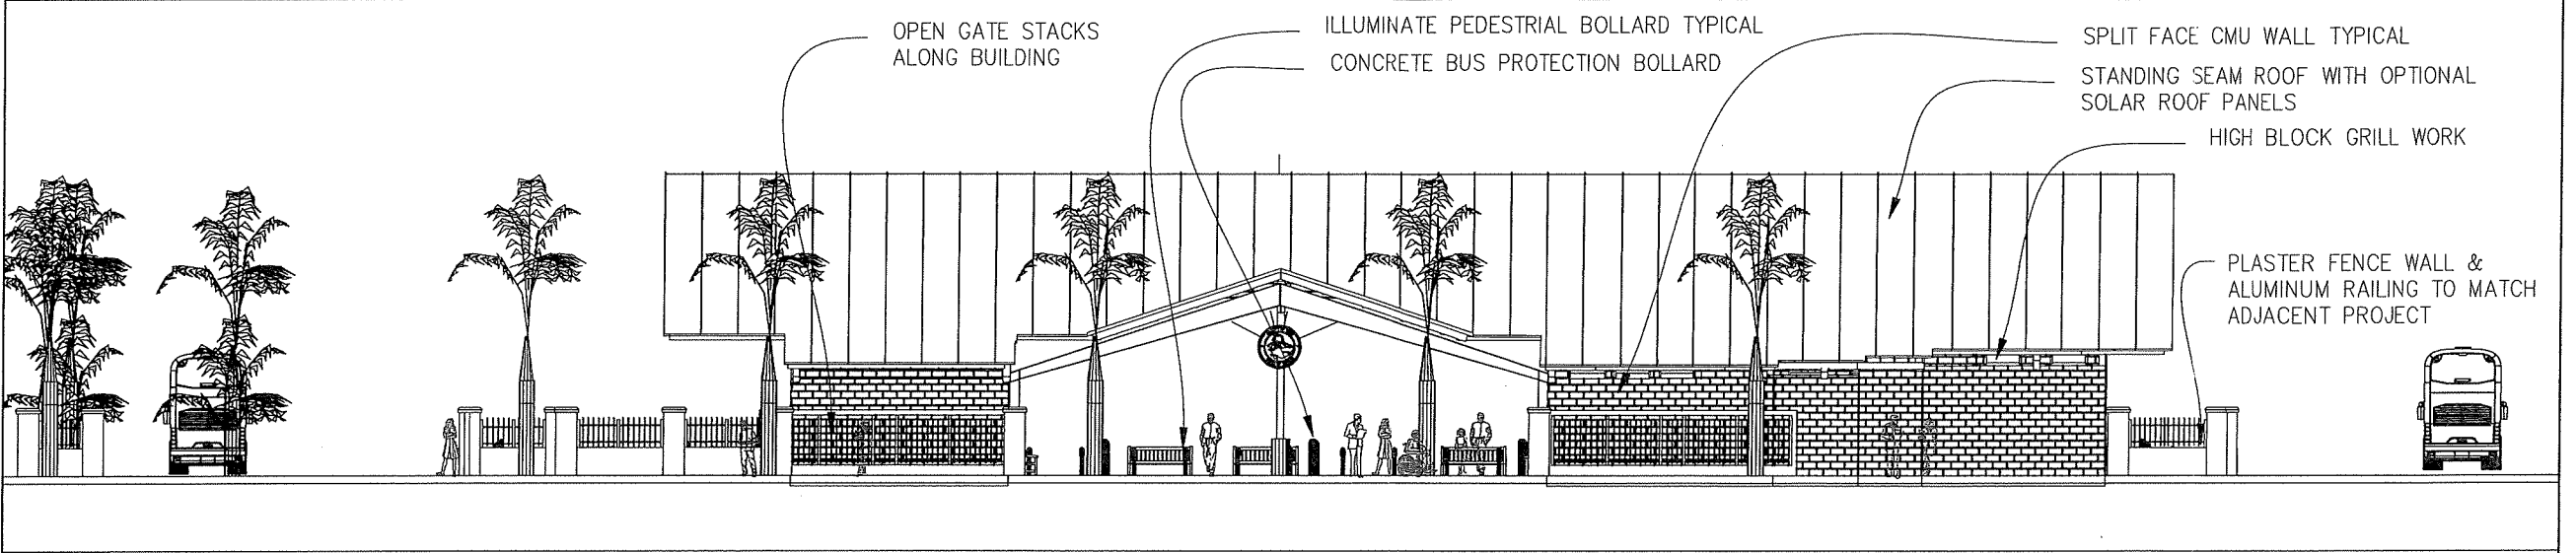 OPEN GATE STACKS
ALONG BUILDING
ILLUMINATE PEDESTRIAL BOLLARD TYPICAL
CONCRETE BUS PROTECTION BOLLARD
SPLIT FACE CMU WALL TYPICAL
STANDING SEAM ROOF WITH OPTIONAL
SOLAR ROOF PANELS
HIGH BLOCK GRILL WORK
PLASTER FENCE WALL &
ALUMINUM RAILING TO MATCH
ADJACENT PROJECT